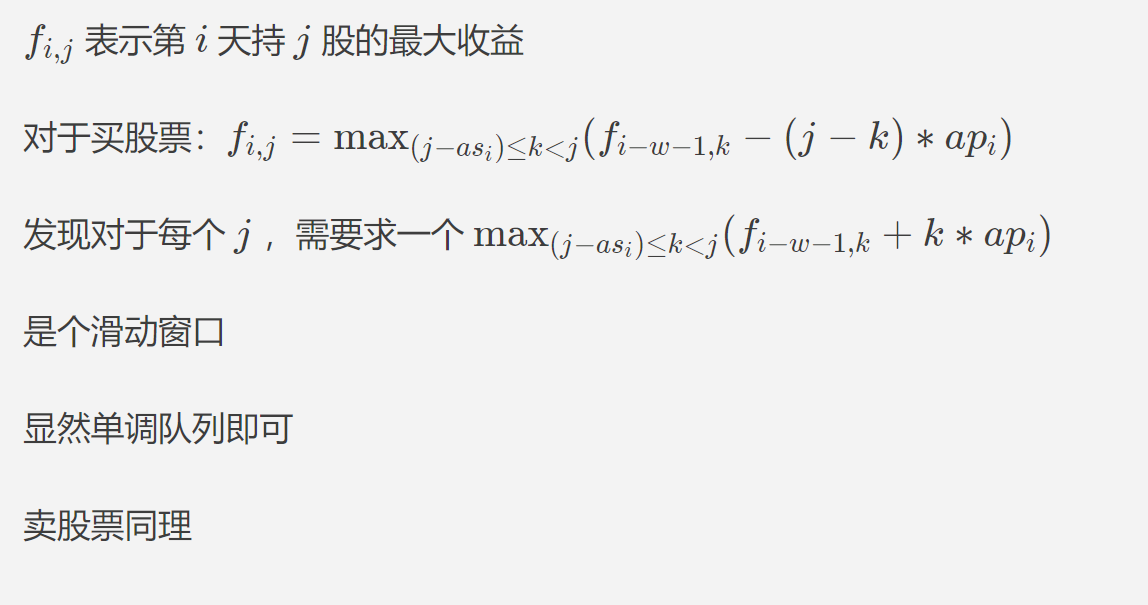 $f_{i,j}$ 表示第 $i$ 天持 $j$ 股的最大收益
对于买股票：$f_{i,j} = \max_{(j-as_i)\leq k<j}(f_{i-w-1,k} - (j-k)*ap_i)$
发现对于每个 $j$ ，需要求一个 $\max_{(j-as_i)\leq k<j}(f_{i-w-1,k} + k*ap_i)$
是个滑动窗口
显然单调队列即可
卖股票同理